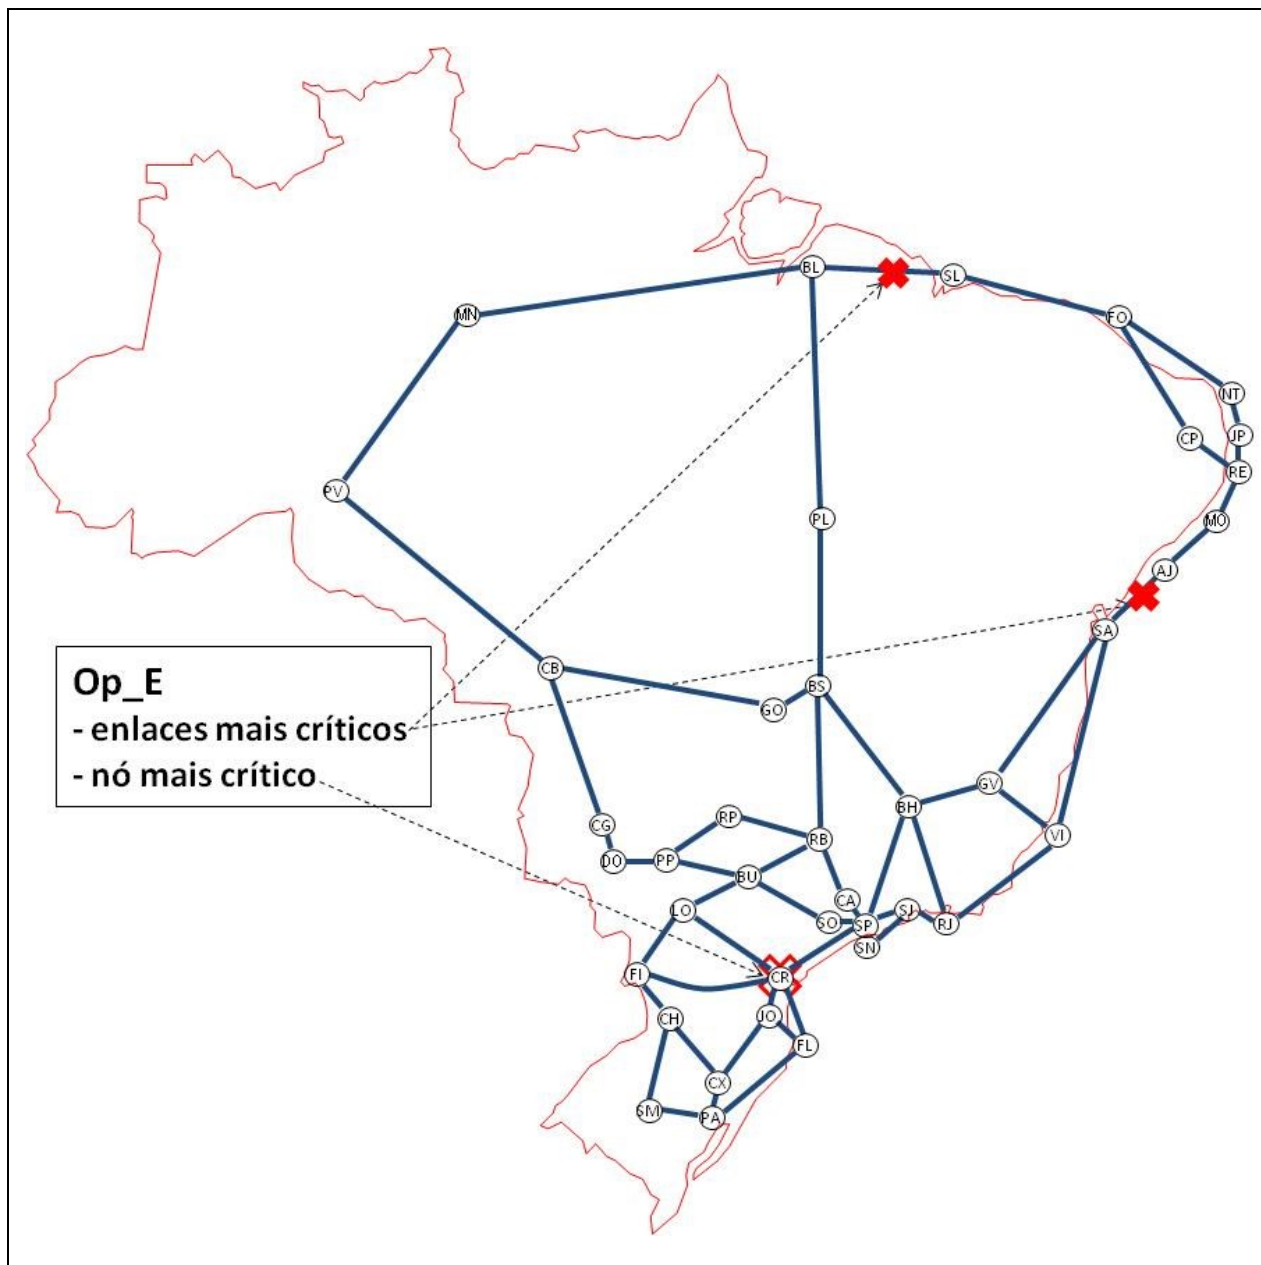 BL
SL
MN
FO
NT
CP
JP
RE
PV
PL
MO
AJ
SA
CB
BS
GO
Op_E
- enlaces mais críticos
- nó mais crítico
GV
BH
RP
CG
RB
VI
DO
PP
BU
CA
LO
SJ
SO
SP
RJ
SN
FI
CR
CH
JO
FL
CX
SM
PA